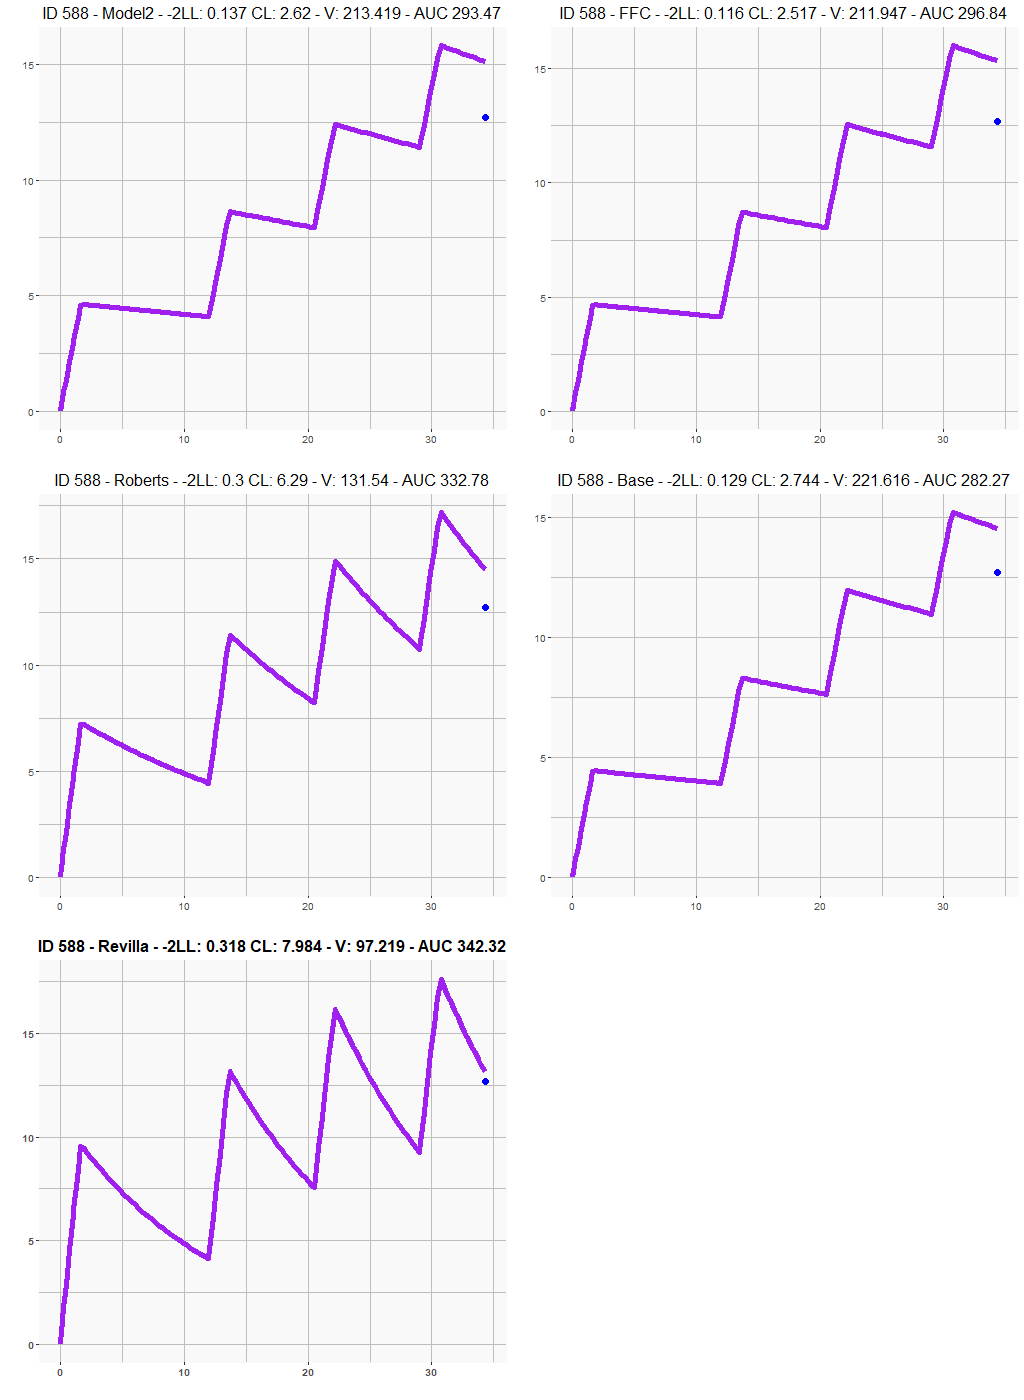 ID 588 - Model2 - -2LL: 0.137 CL: 2.62 - V: 213.419 - AUC 293.47
15
10
5
0
0 10 20 30
ID 588 - FFC - -2LL: 0.116 CL: 2.517 - V: 211.947 - AUC 296.84
15
10
5
0
0 10 20 30
ID 588 - Roberts - -2LL: 0.3 CL: 6.29 - V: 131.54 - AUC 332.78
15
10
5
0
0 10 20 30
ID 588 - Base - -2LL: 0.129 CL: 2.744 - V: 221.616 - AUC 282.27
15
10
5
0
0 10 20 30
ID 588 - Revilla - -2LL: 0.318 CL: 7.984 - V: 97.219 - AUC 342.32
15
10
5
0
0 10 20 30